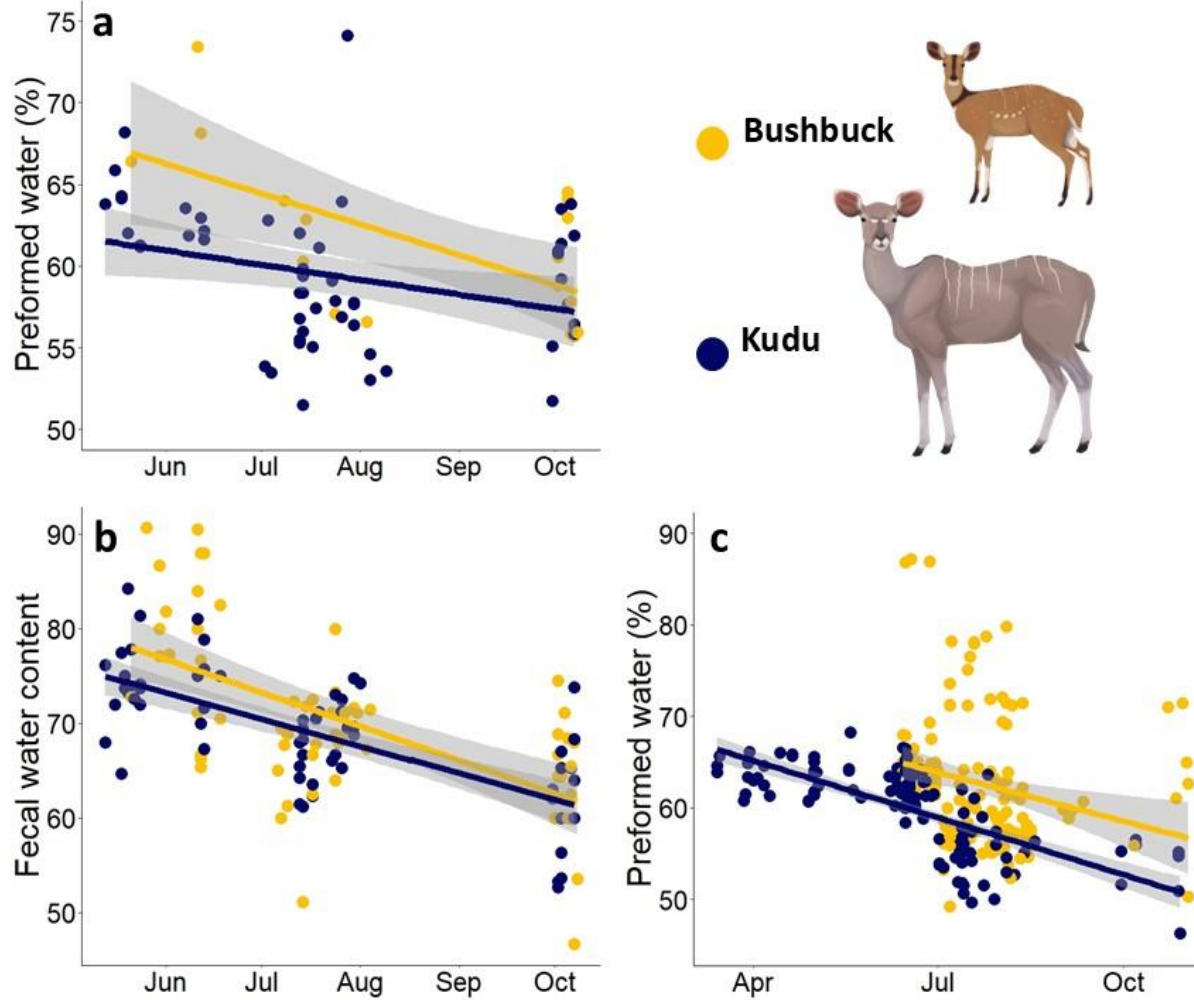 a
Preformed water (%)
75
70
65
60
55
50
Jun Jul Aug Sep Oct
Bushbuck
Kudu
b
Fecal water content
90
80
70
60
50
Jun Jul Aug Sep Oct
c
Preformed water (%)
90
80
70
60
50
Apr Jul Oct